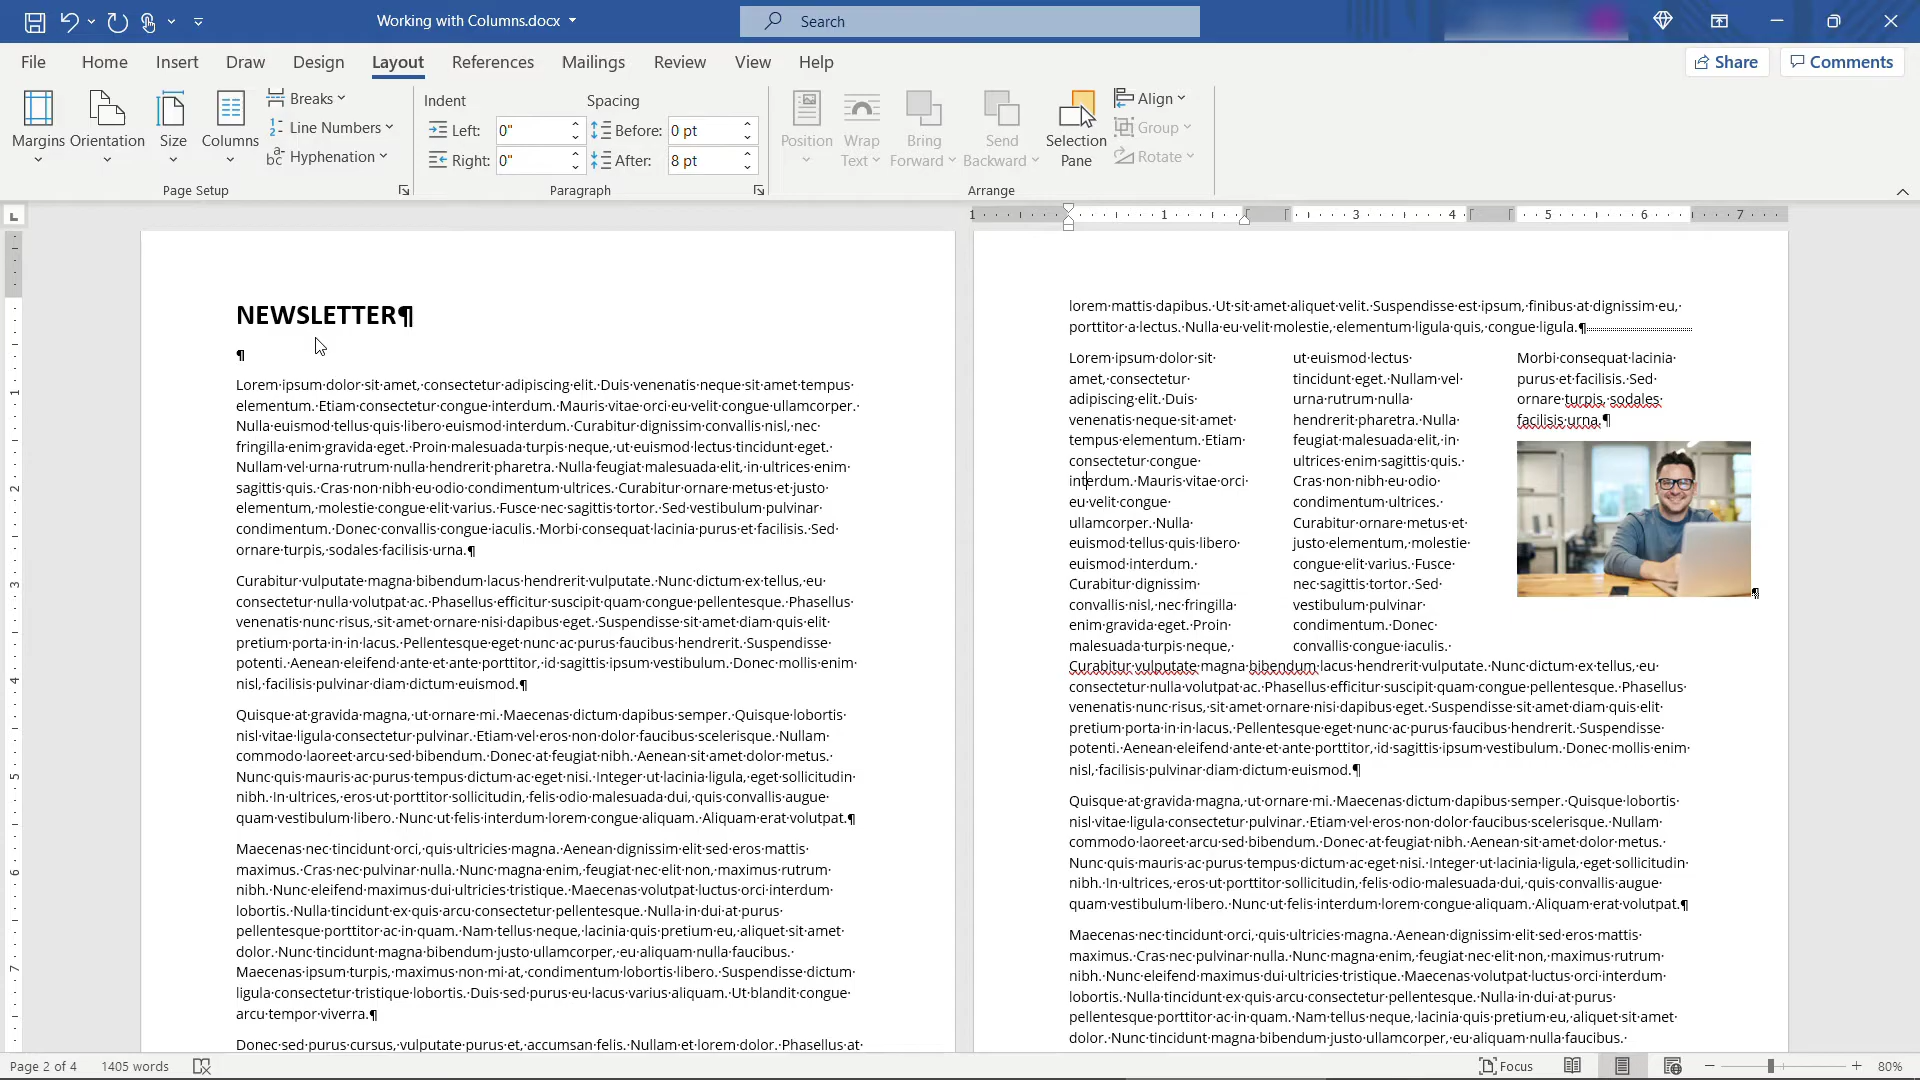 Working with Columns.docx
Search
File Home Insert Draw Design Layout References Mailings Review View Help
Share Comments
Margins
Orientation
Size
Columns
Breaks
Line Numbers
Hyphenation
Page Setup
Indent
Left: 0"
Right: 0"
Spacing
Before: 0 pt
After: 8 pt
Paragraph
Position
Wrap
Text
Bring
Forward
Send
Backward
Selection
Pane
Align
Group
Rotate
Arrange
L
1 1 3 4 5 6 7
1
2
3
4
5
6
7
NEWSLETTER¶
¶
Lorem·ipsum·dolor·sit·amet,·consectetur·adipiscing·elit.·Duis·venenatis·neque·sit·amet·tempus·
elementum.·Etiam·consectetur·congue·interdum.·Mauris·vitae·orci·eu·velit·congue·ullamcorper.·
Nulla·euismod·tellus·quis·libero·euismod·interdum.·Curabitur·dignissim·convallis·nisl,·nec·
fringilla·enim·gravida·eget.·Proin·malesuada·turpis·neque,·ut·euismod·lectus·tincidunt·eget.·
Nullam·vel·urna·rutrum·nulla·hendrerit·pharetra.·Nulla·feugiat·malesuada·elit,·in·ultrices·enim·
sagittis·quis.·Cras·non·nibh·eu·odio·condimentum·ultrices.·Curabitur·ornare·metus·et·justo·
elementum,·molestie·congue·elit·varius.·Fusce·nec·sagittis·tortor.·Sed·vestibulum·pulvinar·
condimentum.·Donec·convallis·congue·iaculis.·Morbi·consequat·lacinia·purus·et·facilisis.·Sed·
ornare·turpis,·sodales·facilisis·urna.¶
Curabitur·vulputate·magna·bibendum·lacus·hendrerit·vulputate.·Nunc·dictum·ex·tellus,·eu·
consectetur·nulla·volutpat·ac.·Phasellus·efficitur·suscipit·quam·congue·pellentesque.·Phasellus·
venenatis·nunc·risus,·sit·amet·ornare·nisi·dapibus·eget.·Suspendisse·sit·amet·diam·quis·elit·
pretium·porta·in·in·lacus.·Pellentesque·eget·nunc·ac·purus·faucibus·hendrerit.·Suspendisse·
potenti.·Aenean·eleifend·ante·et·ante·porttitor,·id·sagittis·ipsum·vestibulum.·Donec·mollis·enim·
nisl,·facilisis·pulvinar·diam·dictum·euismod.¶
Quisque·at·gravida·magna,·ut·ornare·mi.·Maecenas·dictum·dapibus·semper.·Quisque·lobortis·
nisl·vitae·ligula·consectetur·pulvinar.·Etiam·vel·eros·non·dolor·faucibus·scelerisque.·Nullam·
commodo·laoreet·arcu·sed·bibendum.·Donec·at·feugiat·nibh.·Aenean·sit·amet·dolor·metus.·
Nunc·quis·mauris·ac·purus·tempus·dictum·ac·eget·nisi.·Integer·ut·lacinia·ligula,·eget·sollicitudin·
nibh.·In·ultrices,·eros·ut·porttitor·sollicitudin,·felis·odio·malesuada·dui,·quis·convallis·augue·
quam·vestibulum·libero.·Nunc·ut·felis·interdum·lorem·congue·aliquam.·Aliquam·erat·volutpat.¶
Maecenas·nec·tincidunt·orci,·quis·ultricies·magna.·Aenean·dignissim·elit·sed·eros·mattis·
maximus.·Cras·nec·pulvinar·nulla.·Nunc·magna·enim,·feugiat·nec·elit·non,·maximus·rutrum·
nibh.·Nunc·eleifend·maximus·dui·ultricies·tristique.·Maecenas·volutpat·luctus·orci·interdum·
lobortis.·Nulla·tincidunt·ex·quis·arcu·consectetur·pellentesque.·Nulla·in·dui·at·purus·
pellentesque·porttitor·ac·in·quam.·Nam·tellus·neque,·lacinia·quis·pretium·eu,·aliquet·sit·amet·
dolor.·Nunc·tincidunt·magna·bibendum·justo·ullamcorper,·eu·aliquam·nulla·faucibus.·
Maecenas·ipsum·turpis,·maximus·non·mi·at,·condimentum·lobortis·libero.·Suspendisse·dictum·
ligula·consectetur·tristique·lobortis.·Duis·sed·purus·eu·lacus·varius·aliquam.·Ut·blandit·congue·
arcu·tempor·viverra.¶
Donec·sed·purus·cursus,·vulputate·purus·et,·accumsan·felis.·Nullam·et·lorem·dolor.·Phasellus·at·
lorem·mattis·dapibus.·Ut·sit·amet·aliquet·velit.·Suspendisse·est·ipsum,·finibus·at·dignissim·eu,·
porttitor·a·lectus.·Nulla·eu·velit·molestie,·elementum·ligula·quis,·congue·ligula.¶
Lorem·ipsum·dolor·sit·
amet,·consectetur·
adipiscing·elit.·Duis·
venenatis·neque·sit·amet·
tempus·elementum.·Etiam·
consectetur·congue·
interdum.·Mauris·vitae·orci·
eu·velit·congue·
ullamcorper.·Nulla·
euismod·tellus·quis·libero·
euismod·interdum.·
Curabitur·dignissim·
convallis·nisl,·nec·fringilla·
enim·gravida·eget.·Proin·
malesuada·turpis·neque,·
ut·euismod·lectus·
tincidunt·eget.·Nullam·vel·
urna·rutrum·nulla·
hendrerit·pharetra.·Nulla·
feugiat·malesuada·elit,·in·
ultrices·enim·sagittis·quis.·
Cras·non·nibh·eu·odio·
condimentum·ultrices.·
Curabitur·ornare·metus·et·
justo·elementum,·molestie·
congue·elit·varius.·Fusce·
nec·sagittis·tortor.·Sed·
vestibulum·pulvinar·
condimentum.·Donec·
convallis·congue·iaculis.·
Morbi·consequat·lacinia·
purus·et·facilisis.·Sed·
ornare·turpis,·sodales·
facilisis·urna.¶
¶
Curabitur·vulputate·magna·bibendum·lacus·hendrerit·vulputate.·Nunc·dictum·ex·tellus,·eu·
consectetur·nulla·volutpat·ac.·Phasellus·efficitur·suscipit·quam·congue·pellentesque.·Phasellus·
venenatis·nunc·risus,·sit·amet·ornare·nisi·dapibus·eget.·Suspendisse·sit·amet·diam·quis·elit·
pretium·porta·in·in·lacus.·Pellentesque·eget·nunc·ac·purus·faucibus·hendrerit.·Suspendisse·
potenti.·Aenean·eleifend·ante·et·ante·porttitor,·id·sagittis·ipsum·vestibulum.·Donec·mollis·enim·
nisl,·facilisis·pulvinar·diam·dictum·euismod.¶
Quisque·at·gravida·magna,·ut·ornare·mi.·Maecenas·dictum·dapibus·semper.·Quisque·lobortis·
nisl·vitae·ligula·consectetur·pulvinar.·Etiam·vel·eros·non·dolor·faucibus·scelerisque.·Nullam·
commodo·laoreet·arcu·sed·bibendum.·Donec·at·feugiat·nibh.·Aenean·sit·amet·dolor·metus.·
Nunc·quis·mauris·ac·purus·tempus·dictum·ac·eget·nisi.·Integer·ut·lacinia·ligula,·eget·sollicitudin·
nibh.·In·ultrices,·eros·ut·porttitor·sollicitudin,·felis·odio·malesuada·dui,·quis·convallis·augue·
quam·vestibulum·libero.·Nunc·ut·felis·interdum·lorem·congue·aliquam.·Aliquam·erat·volutpat.¶
Maecenas·nec·tincidunt·orci,·quis·ultricies·magna.·Aenean·dignissim·elit·sed·eros·mattis·
maximus.·Cras·nec·pulvinar·nulla.·Nunc·magna·enim,·feugiat·nec·elit·non,·maximus·rutrum·
nibh.·Nunc·eleifend·maximus·dui·ultricies·tristique.·Maecenas·volutpat·luctus·orci·interdum·
lobortis.·Nulla·tincidunt·ex·quis·arcu·consectetur·pellentesque.·Nulla·in·dui·at·purus·
pellentesque·porttitor·ac·in·quam.·Nam·tellus·neque,·lacinia·quis·pretium·eu,·aliquet·sit·amet·
dolor.·Nunc·tincidunt·magna·bibendum·justo·ullamcorper,·eu·aliquam·nulla·faucibus.·
Page 2 of 4 1405 words Focus 80%